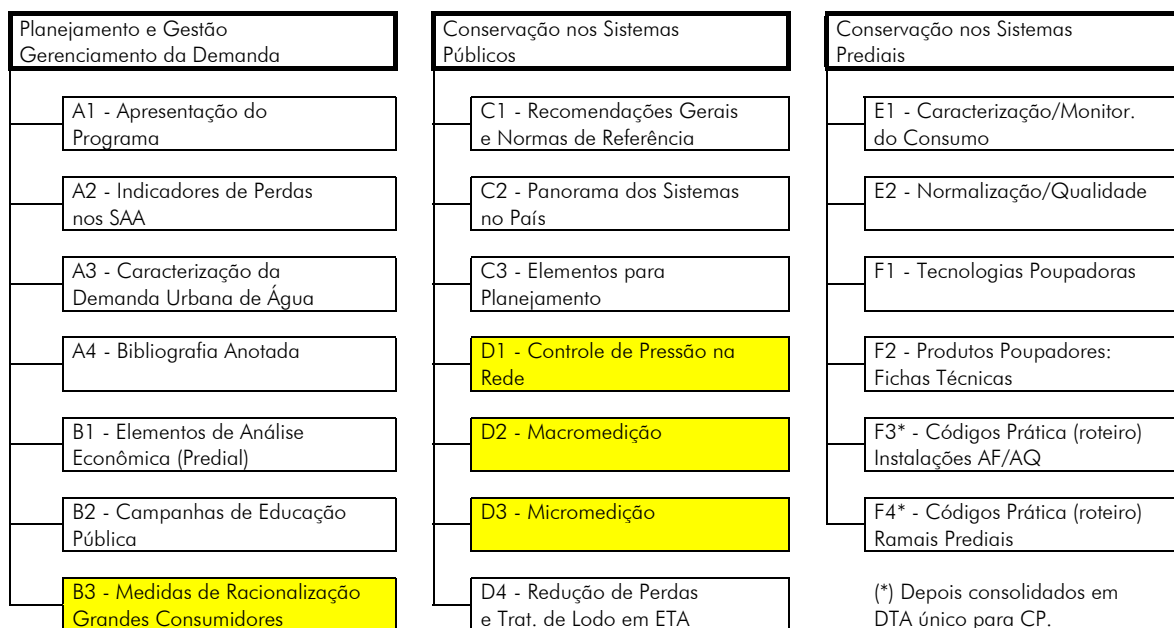 Planejamento e Gestão
Gerenciamento da Demanda
A1 - Apresentação do
Programa
A2 - Indicadores de Perdas
nos SAA
A3 - Caracterização da
Demanda Urbana de Água
A4 - Bibliografia Anotada
B1 - Elementos de Análise
Econômica (Predial)
B2 - Campanhas de Educação
Pública
B3 - Medidas de Racionalização
Grandes Consumidores
Conservação nos Sistemas
Públicos
C1 - Recomendações Gerais
e Normas de Referência
C2 - Panorama dos Sistemas
no País
C3 - Elementos para
Planejamento
D1 - Controle de Pressão na
Rede
D2 - Macromedição
D3 - Micromedição
D4 - Redução de Perdas
e Trat. de Lodo em ETA
Conservação nos Sistemas
Prediais
E1 - Caracterização/Monitor.
do Consumo
E2 - Normalização/Qualidade
F1 - Tecnologias Poupadoras
F2 - Produtos Poupadores:
Fichas Técnicas
F3* - Códigos Prática (roteiro)
Instalações AF/AQ
F4* - Códigos Prática (roteiro)
Ramais Prediais
(*) Depois consolidados em
DTA único para CP.